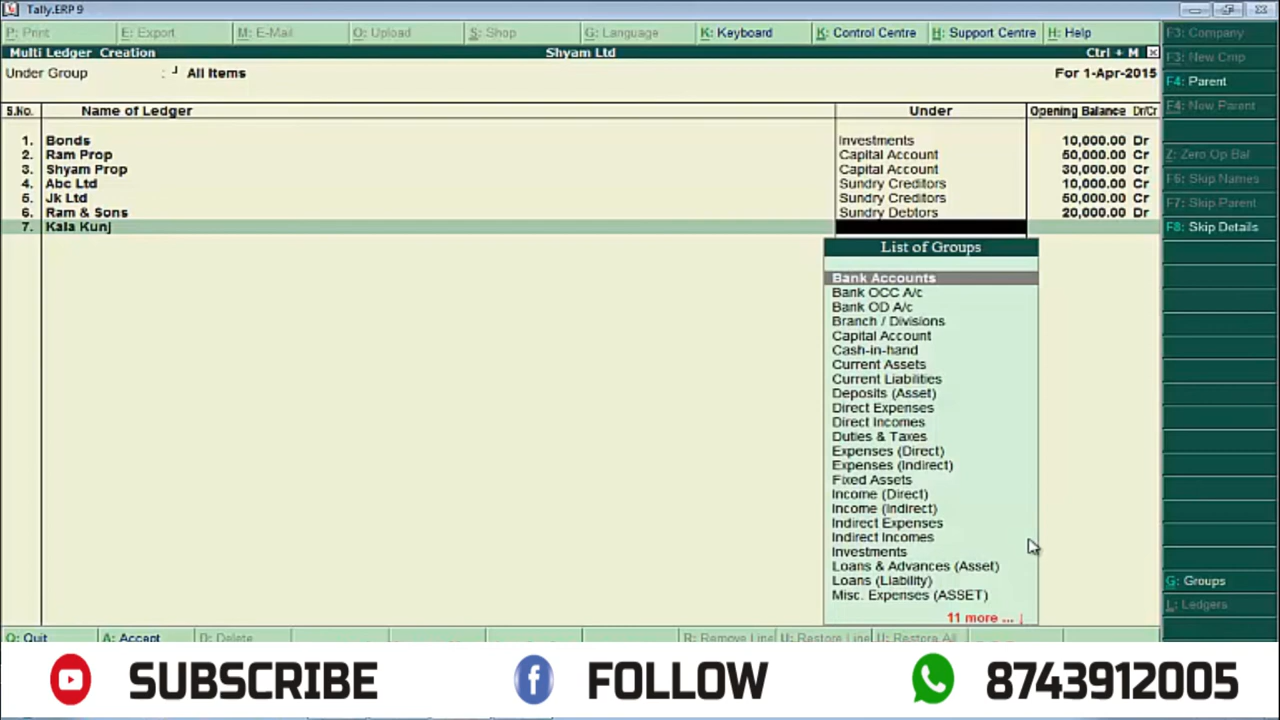 Tally.ERP 9
P: Print E: Export M: E-Mail O: Upload S: Shop G: Language K: Keyboard K: Control Centre H: Support Centre H: Help F3: Company
Multi Ledger Creation Shyam Ltd Ctrl + M
F3: New Cmp
Under Group : ┘ All Items For 1-Apr-2015
F4: Parent
F4: New Parent
S.No. Name of Ledger Under Opening Balance Dr/Cr
1. Bonds Investments 10,000.00 Dr
2. Ram Prop Capital Account 50,000.00 Cr
Z: Zero Op Bal
3. Shyam Prop Capital Account 30,000.00 Cr
F6: Skip Names
4. Abc Ltd Sundry Creditors 10,000.00 Cr
5. Jk Ltd Sundry Creditors 50,000.00 Cr
F7: Skip Parent
6. Ram & Sons Sundry Debtors 20,000.00 Dr
7. Kala Kunj
F8: Skip Details
List of Groups
Bank Accounts
Bank OCC A/c
Bank OD A/c
Branch / Divisions
Capital Account
Cash-in-hand
Current Assets
Current Liabilities
Deposits (Asset)
Direct Expenses
Direct Incomes
Duties & Taxes
Expenses (Direct)
Expenses (Indirect)
Fixed Assets
Income (Direct)
Income (Indirect)
Indirect Expenses
Indirect Incomes
Investments
Loans & Advances (Asset)
Loans (Liability)
Misc. Expenses (ASSET)
11 more ... ↓
G: Groups
L: Ledgers
Q: Quit A: Accept D: Delete R: Remove Line U: Restore Line U: Restore All
SUBSCRIBE FOLLOW 8743912005